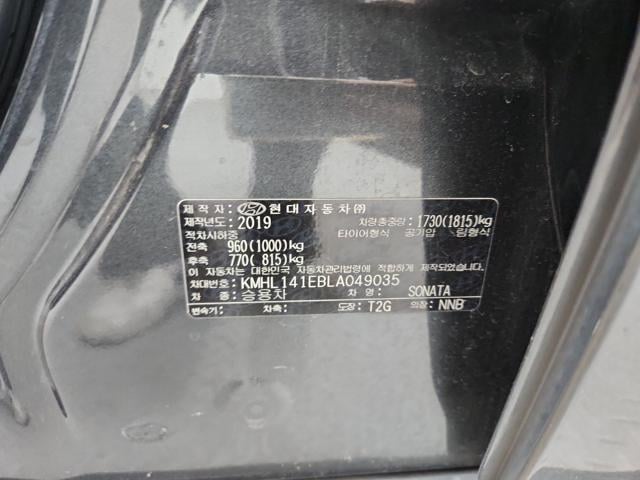 제 작 자 : 현대자동차㈜
제작년도: 2019 차량총중량: 1730(1815)kg
적차시하중 타이어형식 공기압 림형식
전축 960(1000)kg
후축 770( 815)kg
이 자동차는 대한민국 자동차관리법령에 적합하게 제작되었음.
차대번호: KMHL141EBLA049035
차 종: 승용차 SONATA
변속기: 차축: 도장: T2G 의장: NNB